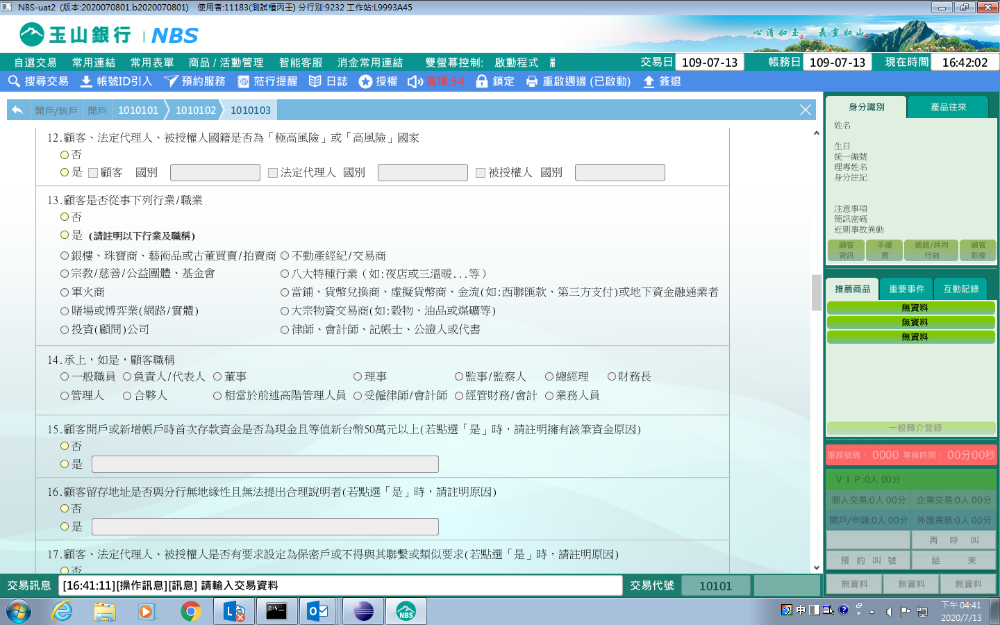 NBS-uat2 (版本:2020070801.b2020070801) 使用者:11183(測試櫃丙壬) 分行別:9232 工作站:L9993A45
玉山銀行 NBS
心清如玉。義重如山。
自選交易 常用連結 常用表單 商品 / 活動管理 智能客服 消金常用連結 雙螢幕控制: 啟動程式
交易日 109-07-13 帳務日 109-07-13 現在時間 16:42:02
搜尋交易 帳號ID引入 預約服務 蒞行提醒 日誌 授權 廣播:54 鎖定 重啟週邊 (已啟動) 簽退
開戶/銷戶 開戶 1010101 1010102 1010103
12.顧客、法定代理人、被授權人國籍是否為「極高風險」或「高風險」國家
否
是 顧客 國別 法定代理人 國別 被授權人 國別
13.顧客是否從事下列行業/職業
否
是 (請註明以下行業及職稱)
銀樓、珠寶商、藝術品或古董買賣/拍賣商 不動產經紀/交易商
宗教/慈善/公益團體、基金會 八大特種行業（如:夜店或三溫暖...等）
軍火商 當鋪、貨幣兌換商、虛擬貨幣商、金流(如:西聯匯款、第三方支付)或地下資金融通業者
賭場或博弈業(網路/實體) 大宗物資交易商(如:穀物、油品或煤礦等)
投資(顧問)公司 律師、會計師、記帳士、公證人或代書
14.承上，如是，顧客職稱
一般職員 負責人/代表人 董事 理事 監事/監察人 總經理 財務長
管理人 合夥人 相當於前述高階管理人員 受僱律師/會計師 經管財務/會計 業務人員
15.顧客開戶或新增帳戶時首次存款資金是否為現金且等值新台幣50萬元以上(若點選「是」時，請註明擁有該筆資金原因)
否
是
16.顧客留存地址是否與分行無地緣性且無法提出合理說明者(若點選「是」時，請註明原因)
否
是
17.顧客、法定代理人、被授權人是否有要求設定為保密戶或不得與其聯繫或類似要求(若點選「是」時，請註明原因)
否
身分識別 產品往來
姓名
生日
統一編號
理專姓名
身分註記
注意事項
簡訊密碼
近期事故異動
顧客資訊 手續費 通路/共同行銷 顧客影像
推薦商品 重要事件 互動記錄
無資料
無資料
無資料
一般轉介登錄
服務號碼： 0000 等候時間： 00分00秒
ＶＩＰ:0人 00分
個人交易:0人 00分 企業交易:0人 00分
開戶/申請:0人 00分 外匯業務:0人 00分
再 呼 叫
預 約 叫 號 結 束
無資料 無資料 無資料
交易訊息 [16:41:11][操作訊息][訊息] 請輸入交易資料 交易代號 10101
NBS
中
下午 04:41
2020/7/13